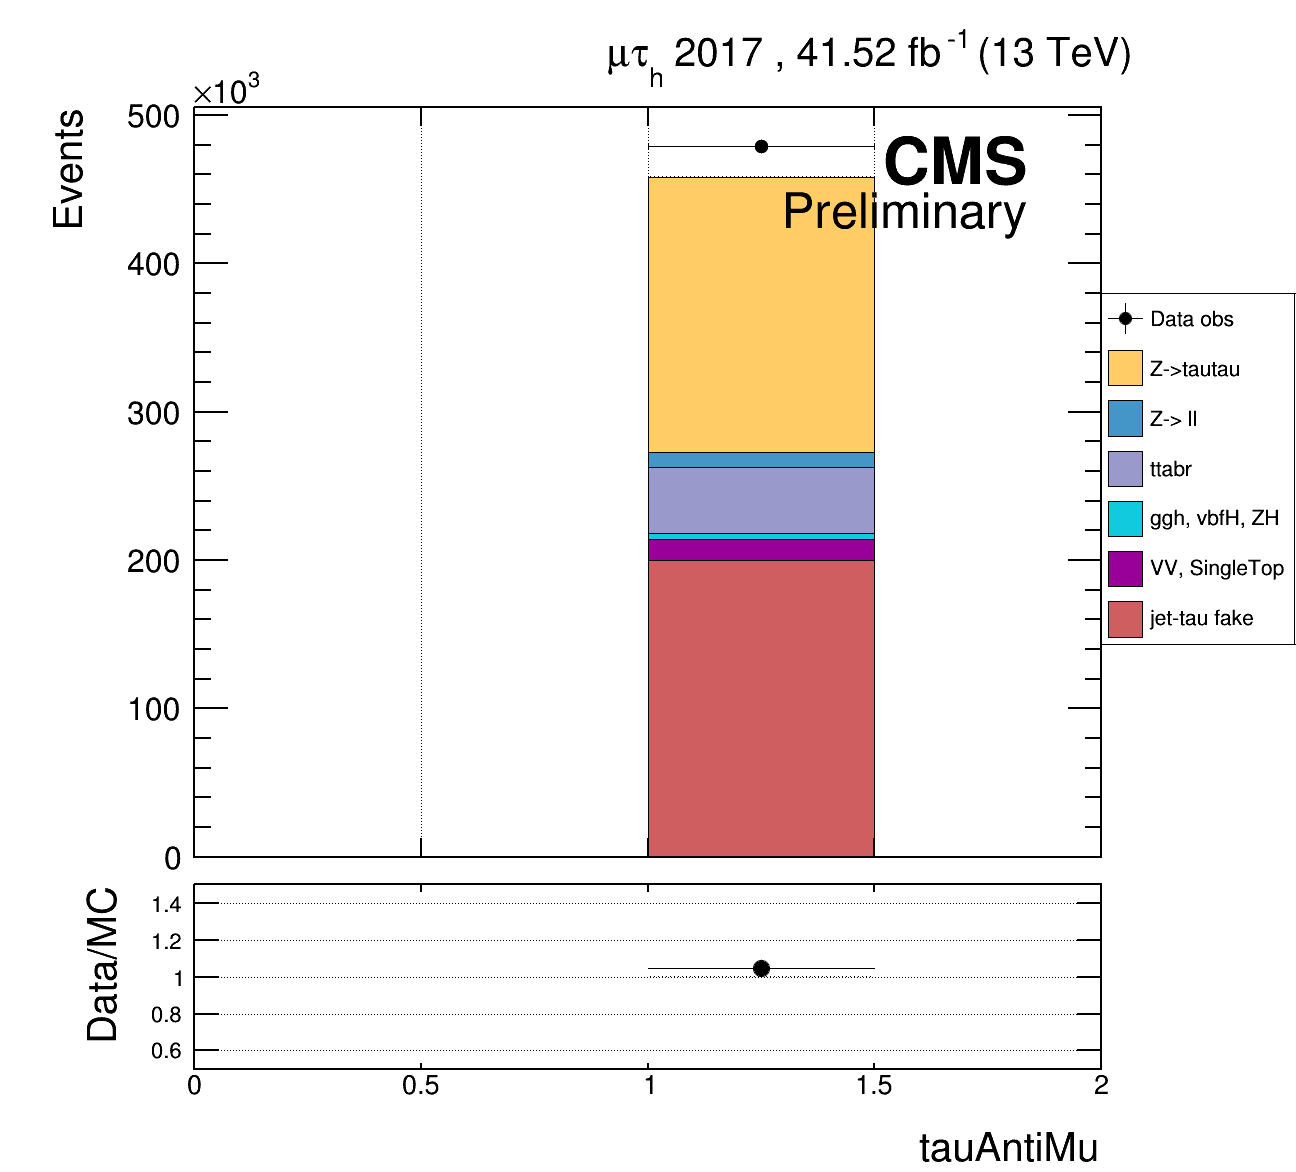 μτh 2017 , 41.52 fb-1 (13 TeV)
×103
Events
500
400
300
200
100
0
CMS
Preliminary
Data obs
Z->tautau
Z-> ll
ttabr
ggh, vbfH, ZH
VV, SingleTop
jet-tau fake
Data/MC
1.4
1.2
1
0.8
0.6
0 0.5 1 1.5 2
tauAntiMu